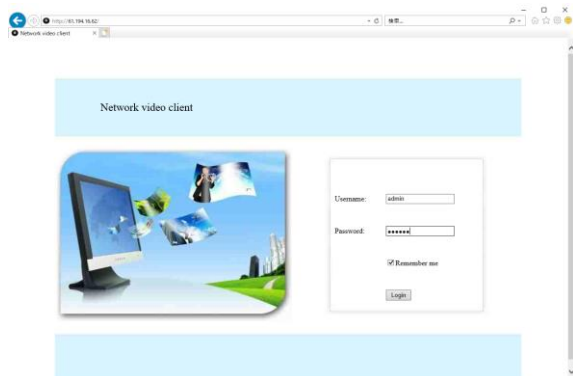 Network video client
Network video client
Username:
admin
Password:
Remember me
Login